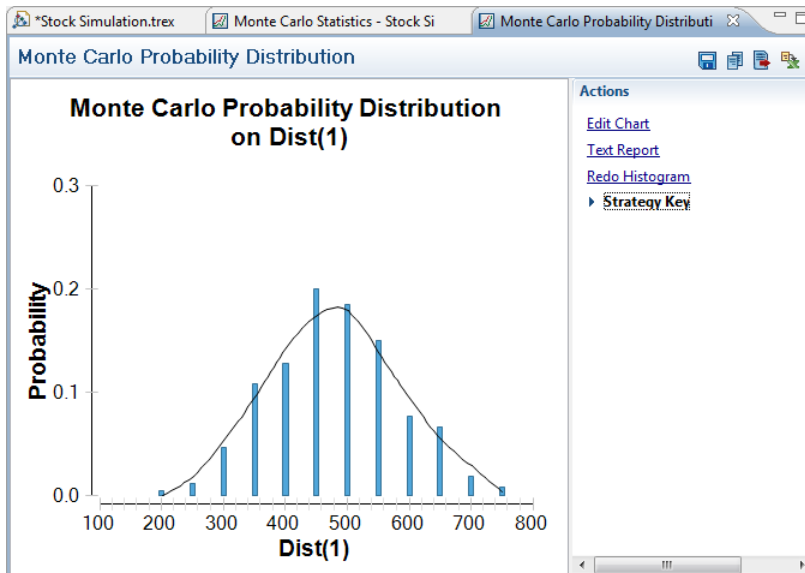 *Stock Simulation.trex
Monte Carlo Statistics - Stock Si
Monte Carlo Probability Distributi
Monte Carlo Probability Distribution
Monte Carlo Probability Distribution
on Dist(1)
0.3
0.2
0.1
0.0
Probability
100 200 300 400 500 600 700 800
Dist(1)
Actions
Edit Chart
Text Report
Redo Histogram
Strategy Key